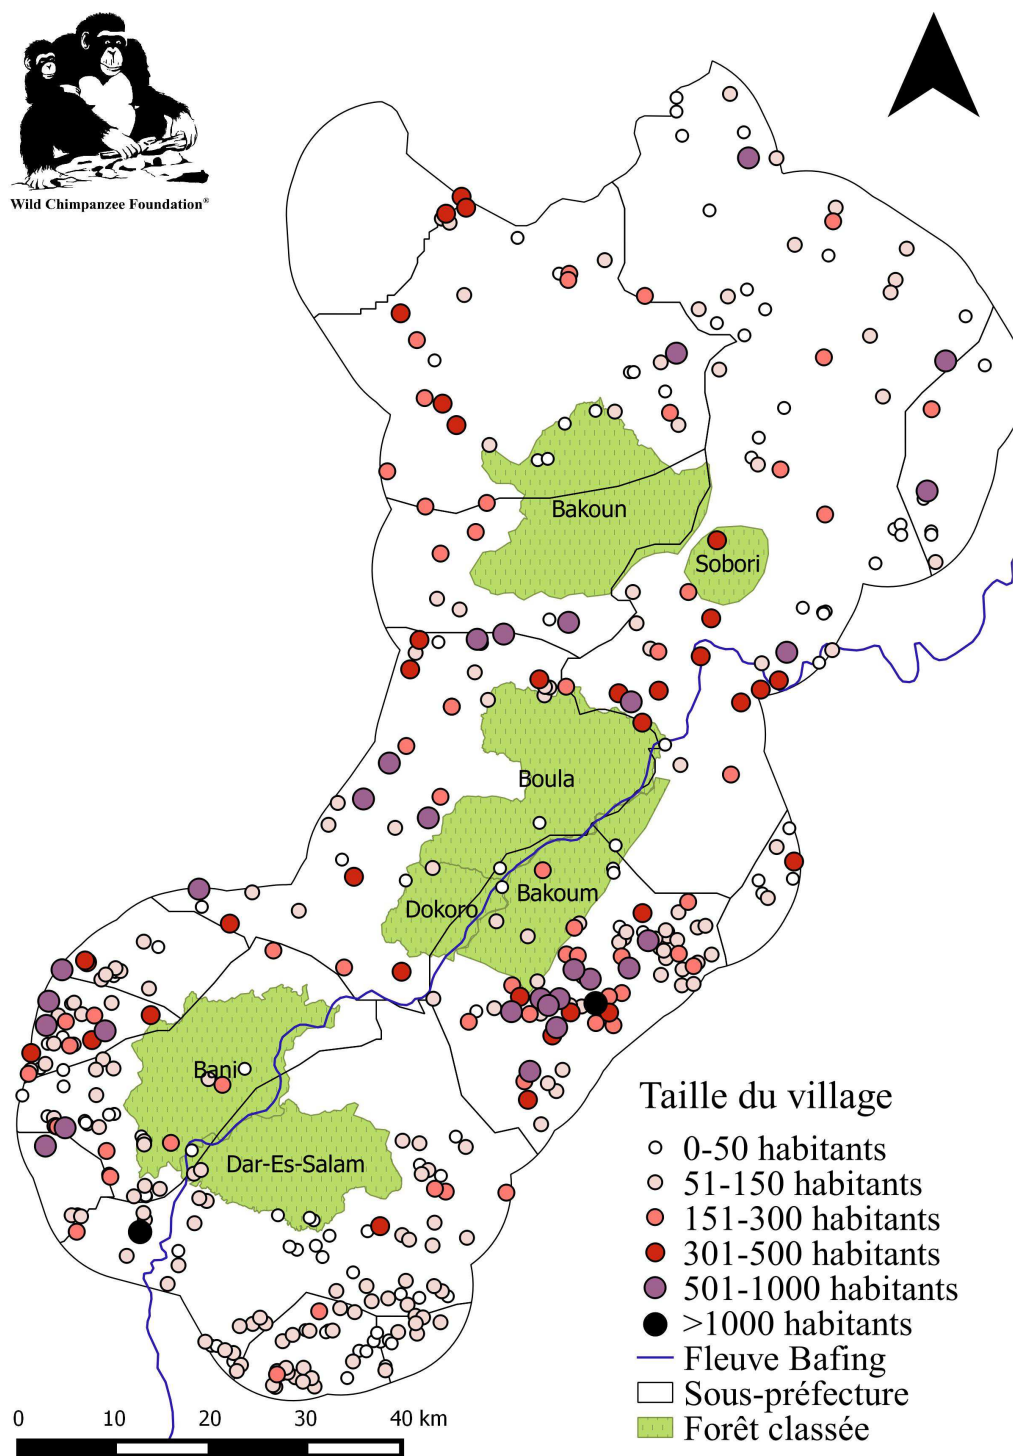 Wild Chimpanzee Foundation®
Bakoun
Sobori
Boula
Bakoum
Dokoro
Bani
Dar-Es-Salam
Taille du village
0-50 habitants
51-150 habitants
151-300 habitants
301-500 habitants
501-1000 habitants
>1000 habitants
Fleuve Bafing
Sous-préfecture
Forêt classée
0 10 20 30 40 km